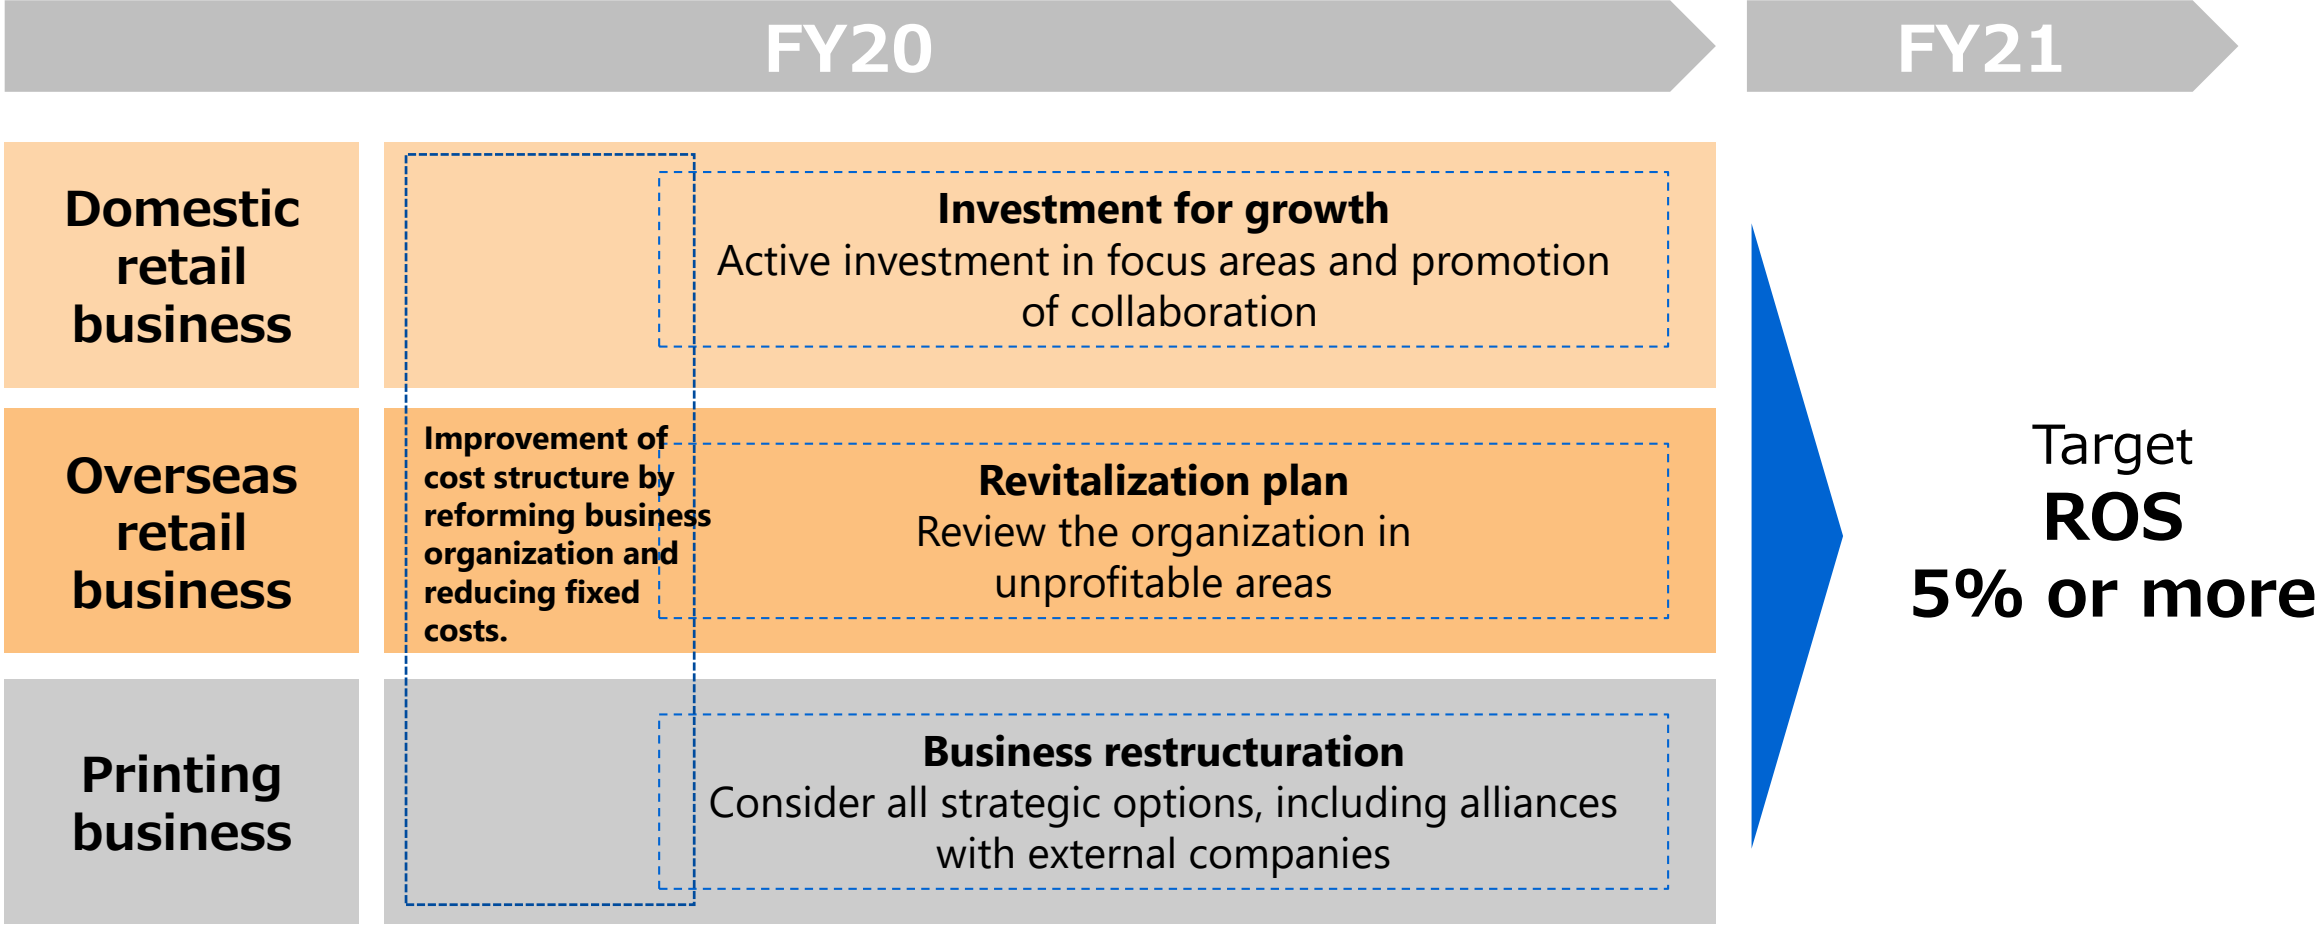 FY20
FY21
Domestic
retail
business
Investment for growth
Active investment in focus areas and promotion
of collaboration
Overseas
retail
business
Improvement of
cost structure by
reforming business
organization and
reducing fixed
costs.
Revitalization plan
Review the organization in
unprofitable areas
Printing
business
Business restructuration
Consider all strategic options, including alliances
with external companies
Target
ROS
5% or more